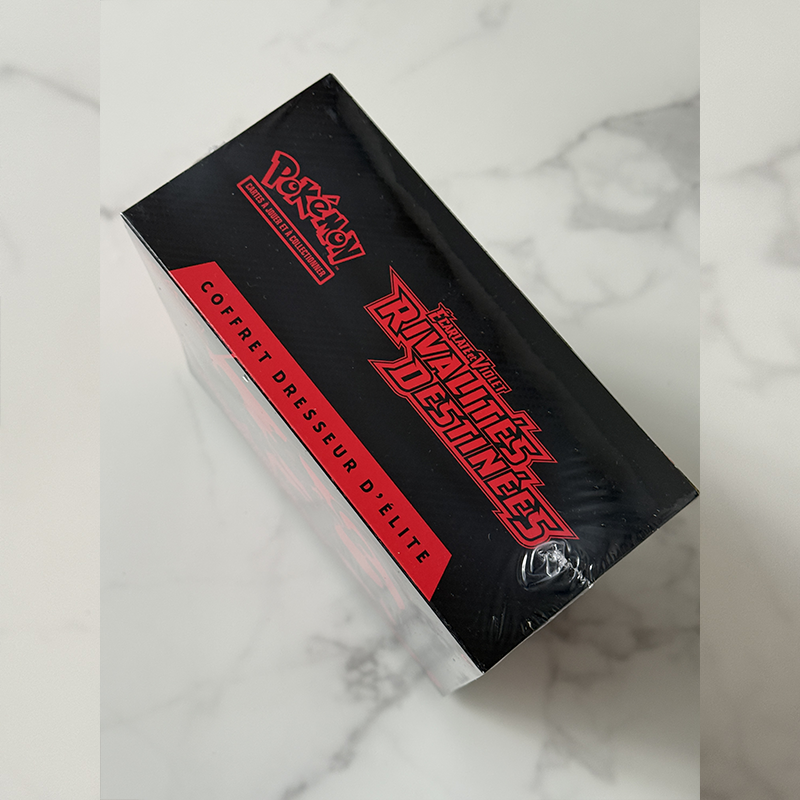 POKéMON
CARTES À JOUER ET À COLLECTIONNER
ÉCARLATE ET VIOLET
RIVALITÉS
DESTINÉES
COFFRET DRESSEUR D'ÉLITE